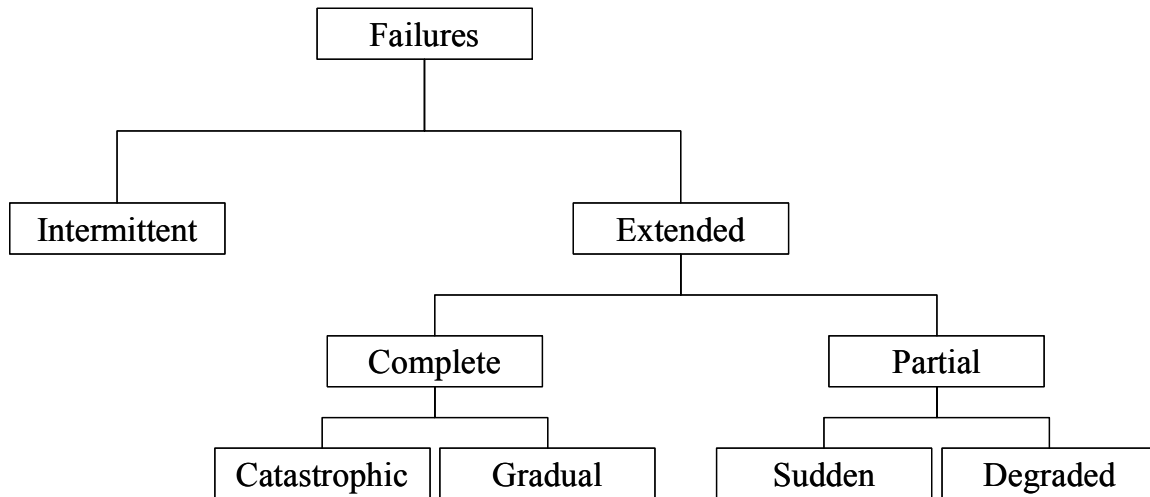 Failures
Intermittent
Extended
Complete
Partial
Catastrophic
Gradual
Sudden
Degraded